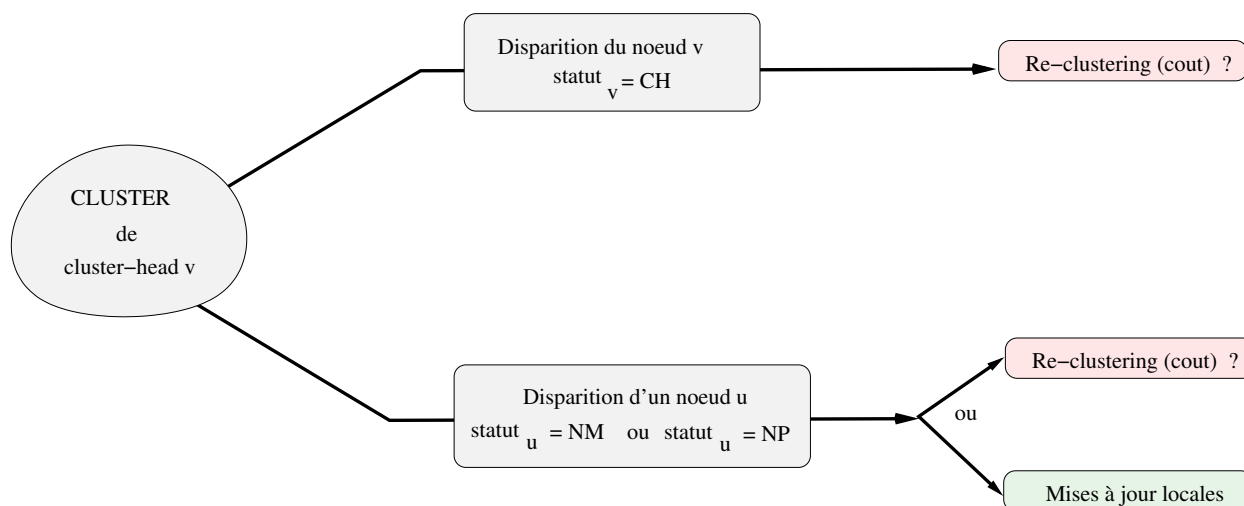 Disparition du noeud v
statut v = CH
Re−clustering (cout) ?
CLUSTER
de
cluster−head v
Disparition d'un noeud u
statut u = NM ou statut u = NP
Re−clustering (cout) ?
ou
Mises à jour locales